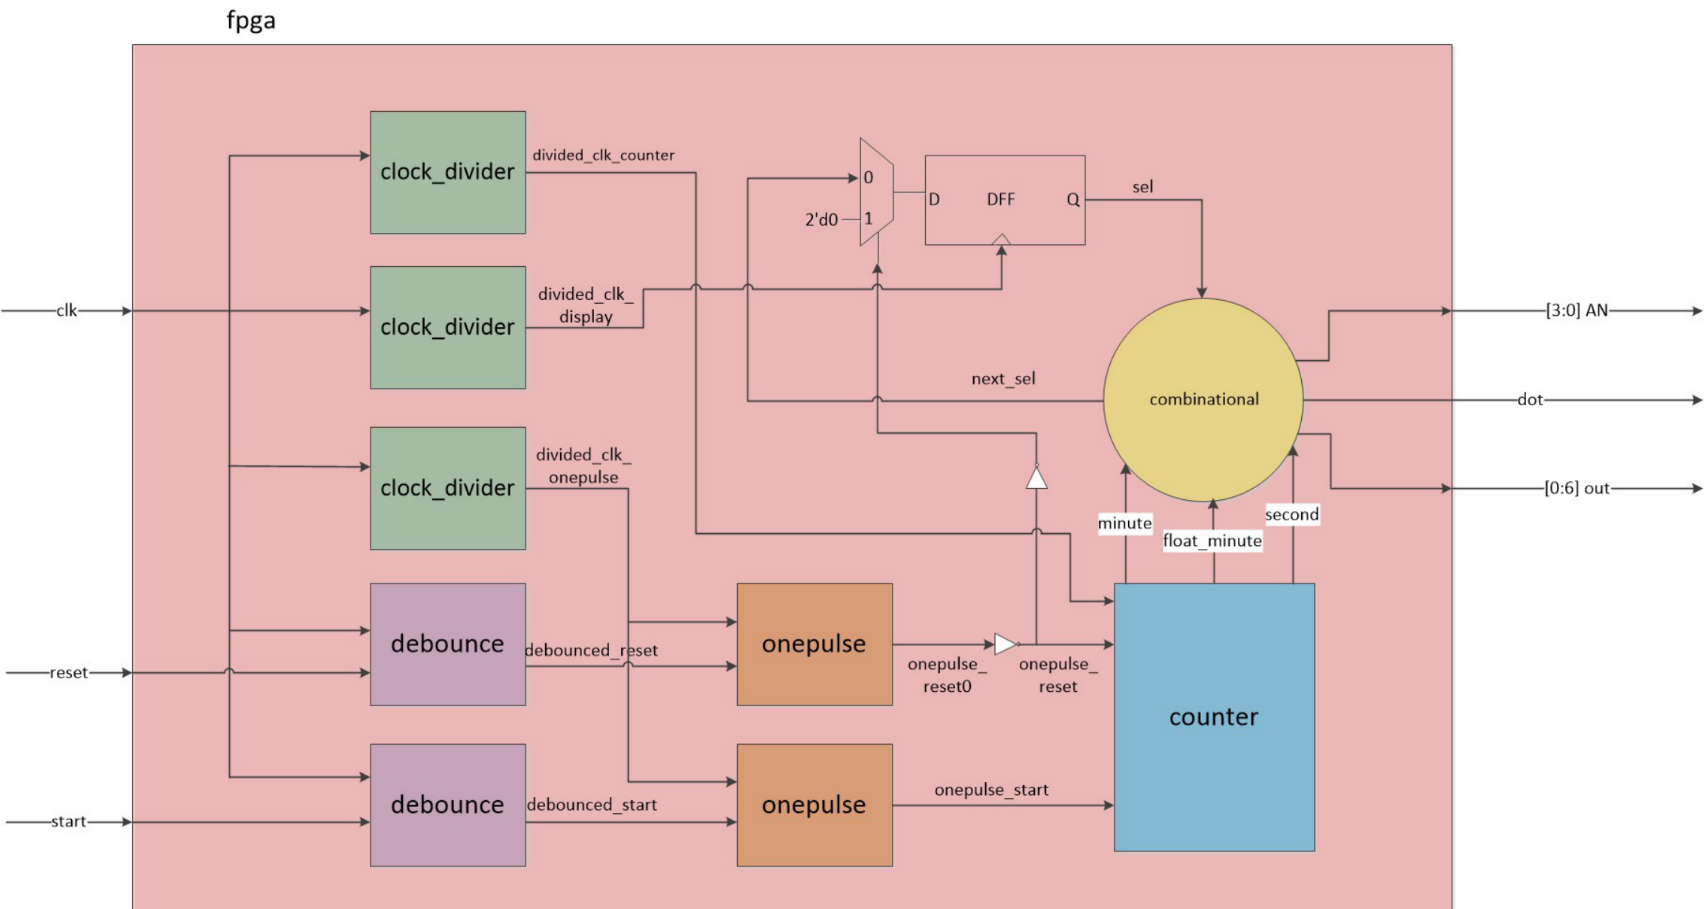 fpga
clock_divider
divided_clk_counter
0
2'd0
1
D
DFF
Q
sel
clk
clock_divider
divided_clk_
display
[3:0] AN
next_sel
combinational
dot
clock_divider
divided_clk_
onepulse
[0:6] out
minute
float_minute
second
reset
debounce
debounced_reset
onepulse
onepulse_
reset0
onepulse_
reset
counter
start
debounce
debounced_start
onepulse
onepulse_start